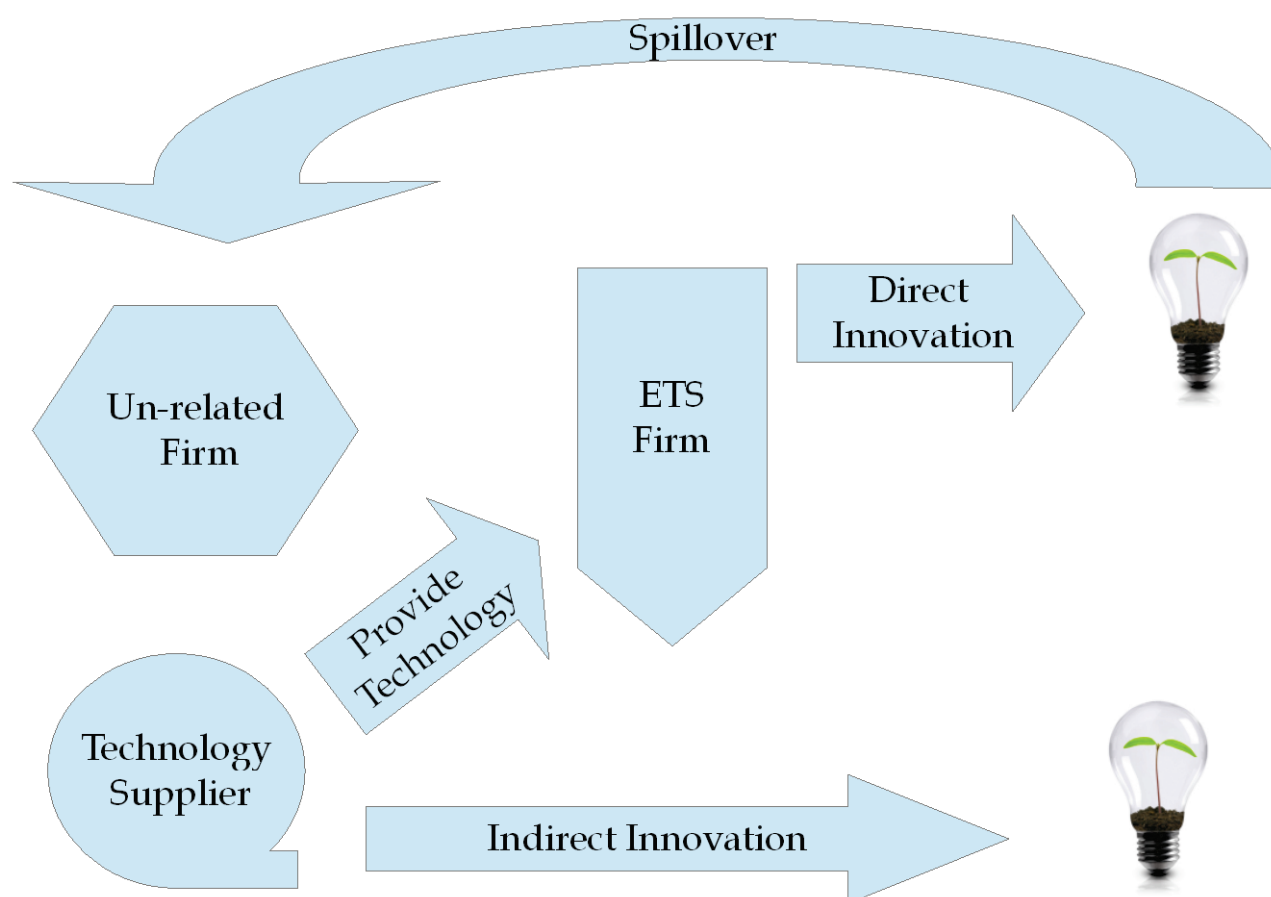 Spillover
Direct
Innovation
Un-related
Firm
ETS
Firm
Provide
Technology
Technology
Supplier
Indirect Innovation